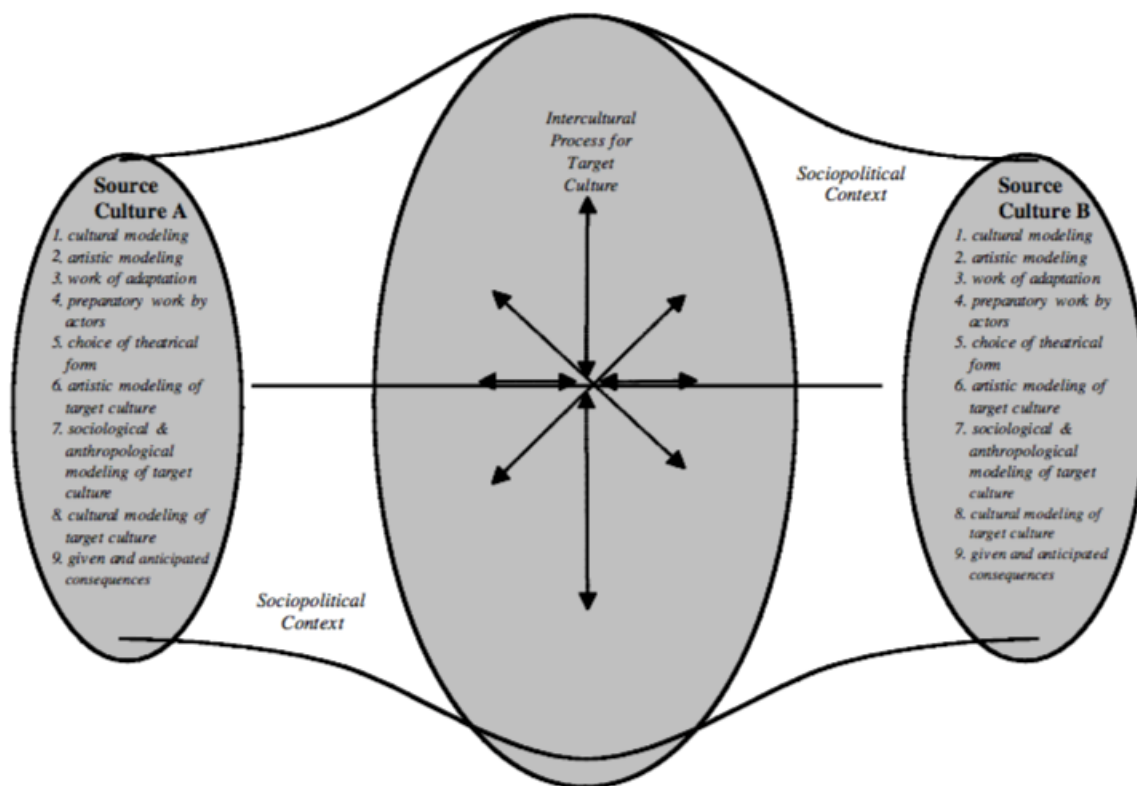 Intercultural
Process for
Target
Culture
Sociopolitical
Context
Source
Culture A
1. cultural modeling
2. artistic modeling
3. work of adaptation
4. preparatory work by
actors
5. choice of theatrical
form
6. artistic modeling of
target culture
7. sociological &
anthropological
modeling of target
culture
8. cultural modeling of
target culture
9. given and anticipated
consequences
Source
Culture B
1. cultural modeling
2. artistic modeling
3. work of adaptation
4. preparatory work by
actors
5. choice of theatrical
form
6. artistic modeling of
target culture
7. sociological &
anthropological
modeling of target
culture
8. cultural modeling of
target culture
9. given and anticipated
consequences
Sociopolitical
Context